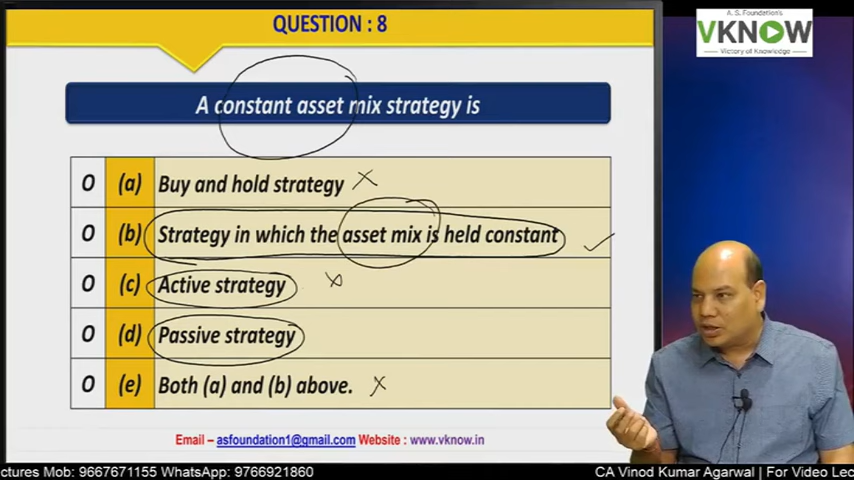 QUESTION : 8
A. S. Foundation's
VKNOW
Victory of Knowledge
A constant asset mix strategy is
O (a) Buy and hold strategy
O (b) Strategy in which the asset mix is held constant
O (c) Active strategy
O (d) Passive strategy
O (e) Both (a) and (b) above.
Email – asfoundation1@gmail.com Website : www.vknow.in
ctures Mob: 9667671155 WhatsApp: 9766921860
CA Vinod Kumar Agarwal | For Video Lec